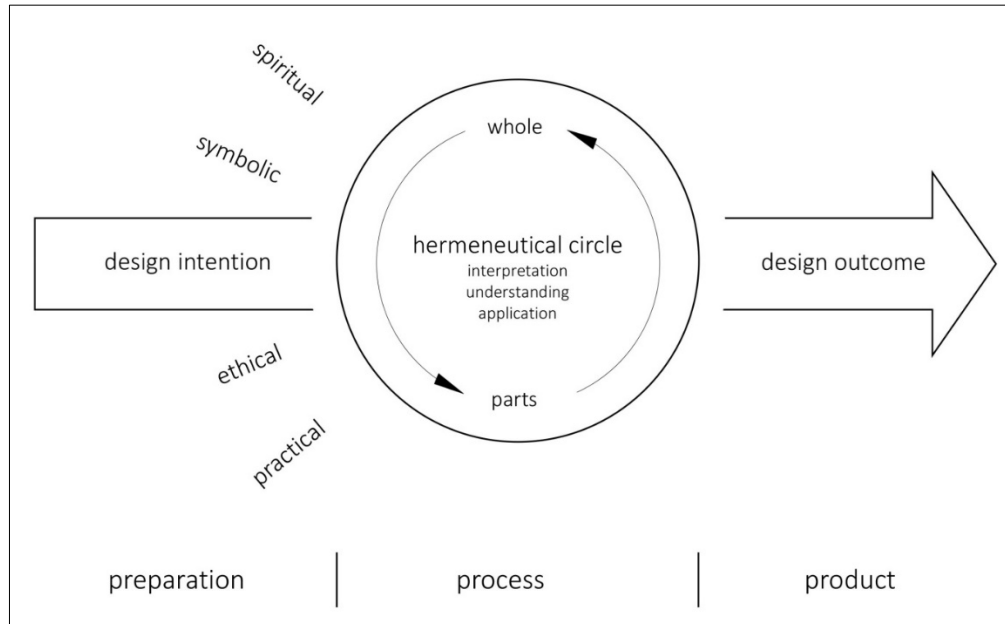 spiritual
symbolic
design intention
ethical
practical
whole
hermeneutical circle
interpretation
understanding
application
parts
design outcome
preparation
process
product